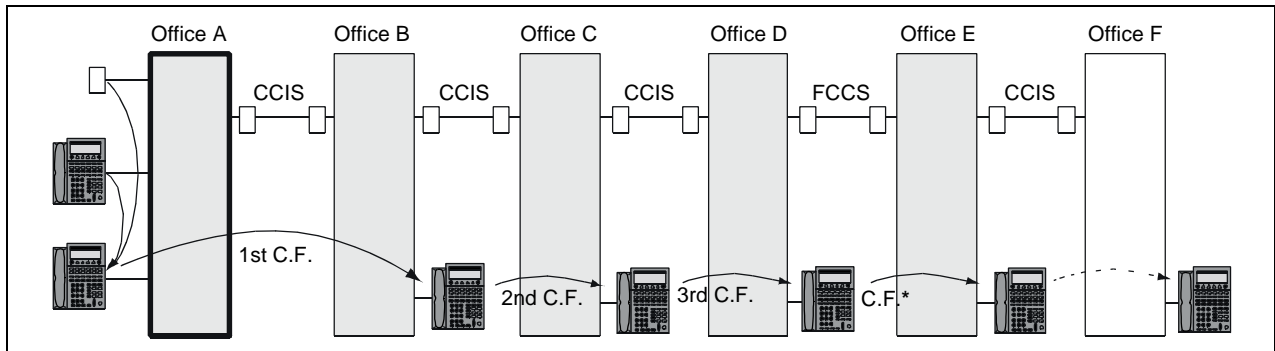 Office A Office B Office C Office D Office E Office F
CCIS CCIS CCIS FCCS CCIS
1st C.F. 2nd C.F. 3rd C.F. C.F.*